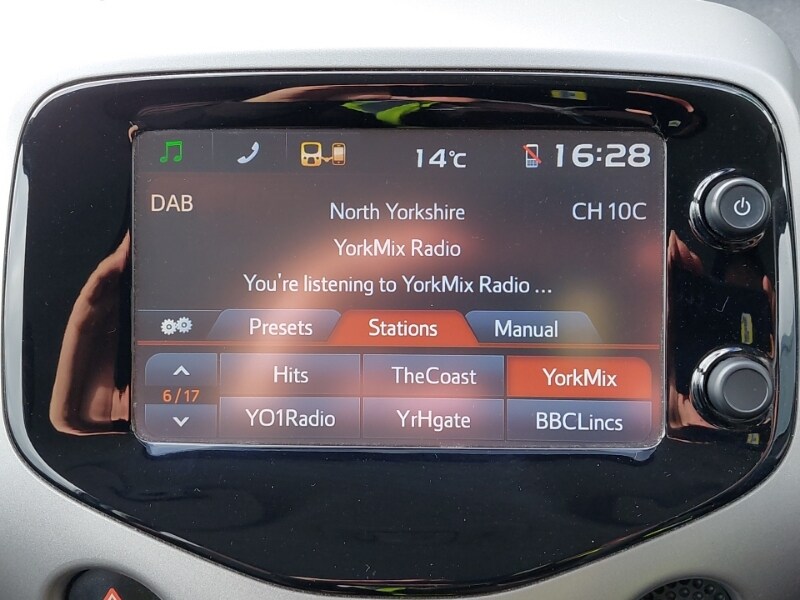 14°C 16:28
DAB North Yorkshire CH 10C
YorkMix Radio
You're listening to YorkMix Radio ...
Presets Stations Manual
Hits TheCoast YorkMix
6/17
YO1Radio YrHgate BBCLincs